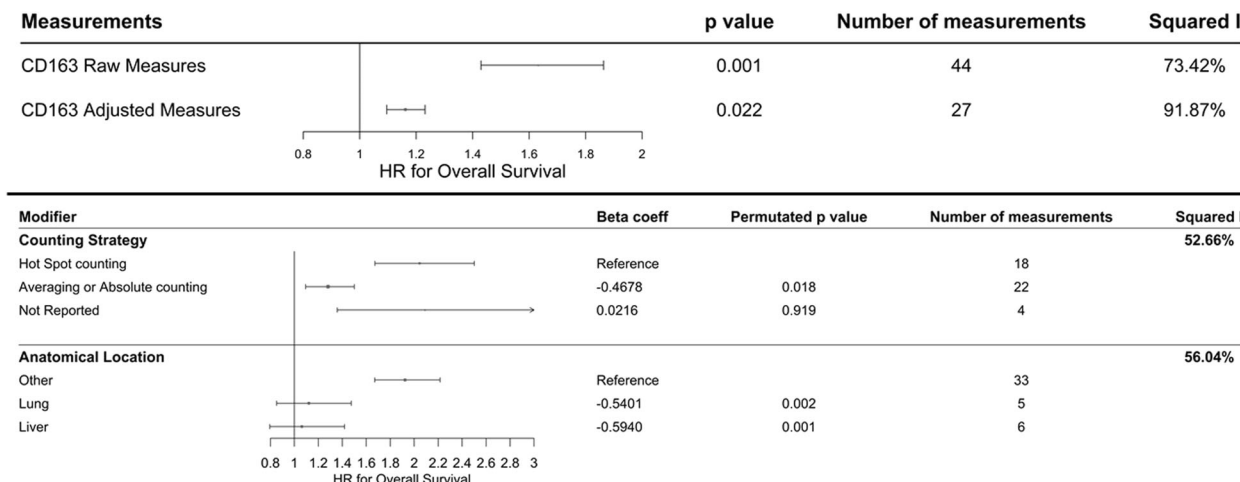 Measurements p value Number of measurements Squared I
CD163 Raw Measures 0.001 44 73.42%
CD163 Adjusted Measures 0.022 27 91.87%
0.8 1 1.2 1.4 1.6 1.8 2
HR for Overall Survival
Modifier Beta coeff Permutated p value Number of measurements Squared I
Counting Strategy 52.66%
Hot Spot counting Reference 18
Averaging or Absolute counting -0.4678 0.018 22
Not Reported 0.0216 0.919 4
Anatomical Location 56.04%
Other Reference 33
Lung -0.5401 0.002 5
Liver -0.5940 0.001 6
0.8 1 1.2 1.4 1.6 1.8 2 2.2 2.4 2.6 2.8 3
HR for Overall Survival